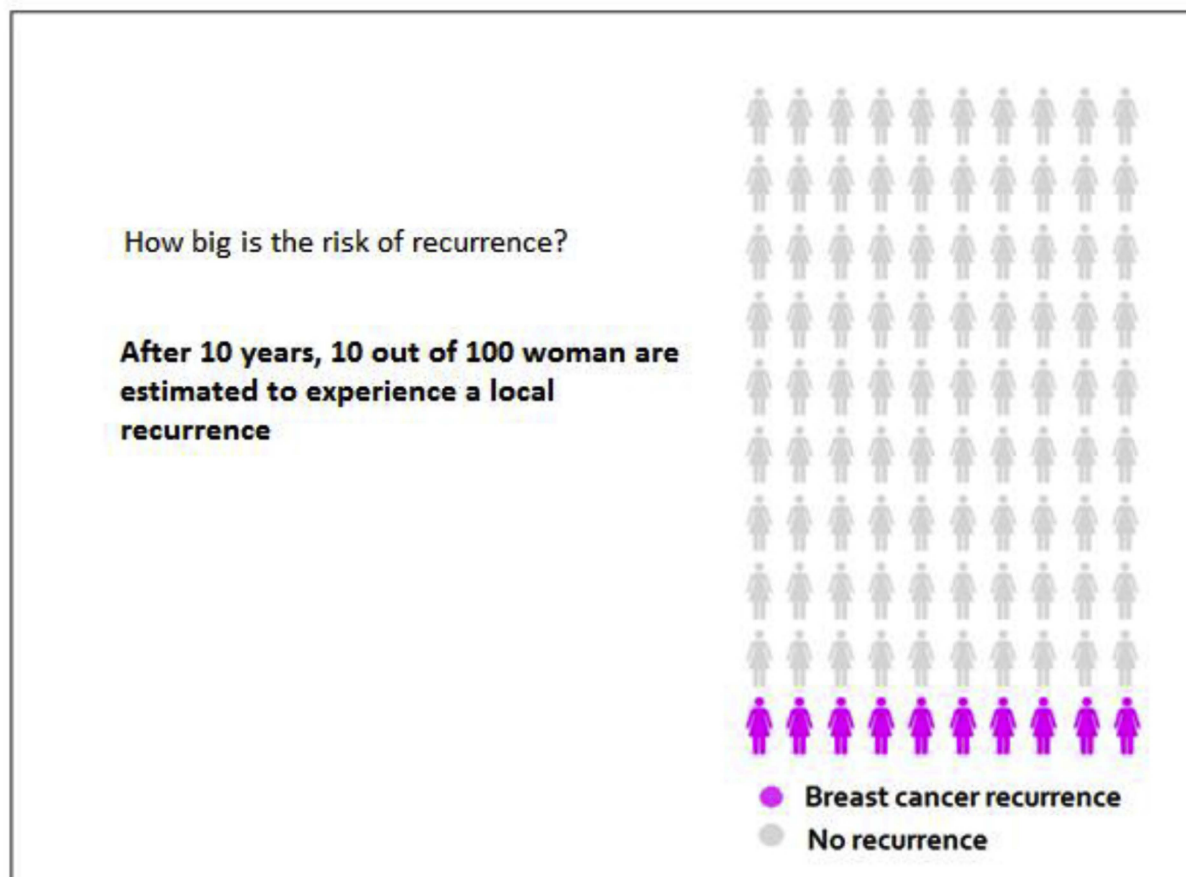 How big is the risk of recurrence?
After 10 years, 10 out of 100 woman are
estimated to experience a local
recurrence
Breast cancer recurrence
No recurrence